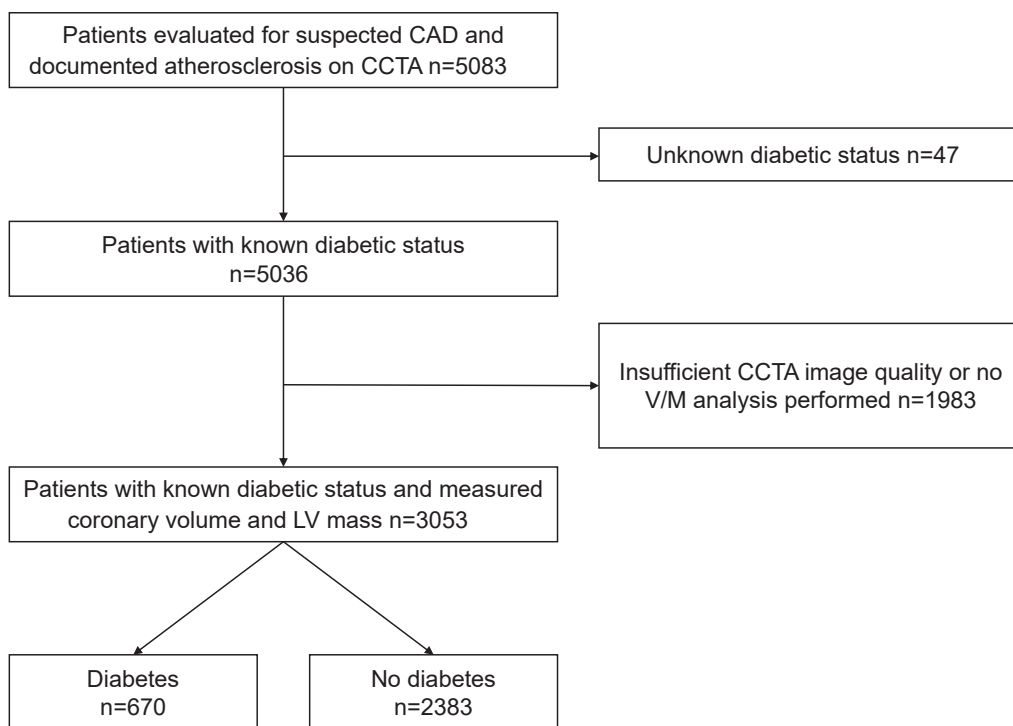 Patients evaluated for suspected CAD and
documented atherosclerosis on CCTA n=5083
Unknown diabetic status n=47
Patients with known diabetic status
n=5036
Insufficient CCTA image quality or no
V/M analysis performed n=1983
Patients with known diabetic status and measured
coronary volume and LV mass n=3053
Diabetes
n=670
No diabetes
n=2383